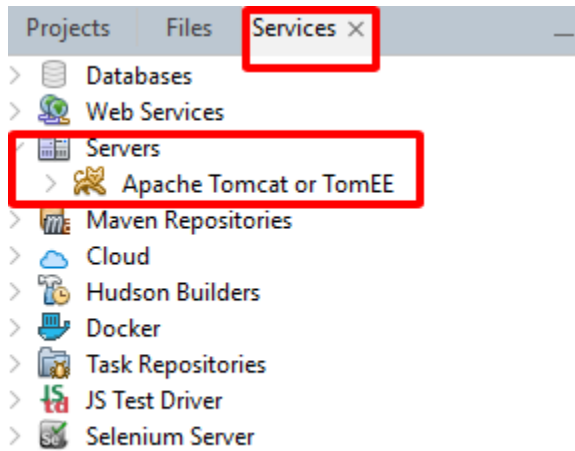 Projects Files Services
Databases
Web Services
Servers
Apache Tomcat or TomEE
Maven Repositories
Cloud
Hudson Builders
Docker
Task Repositories
JS Test Driver
Selenium Server